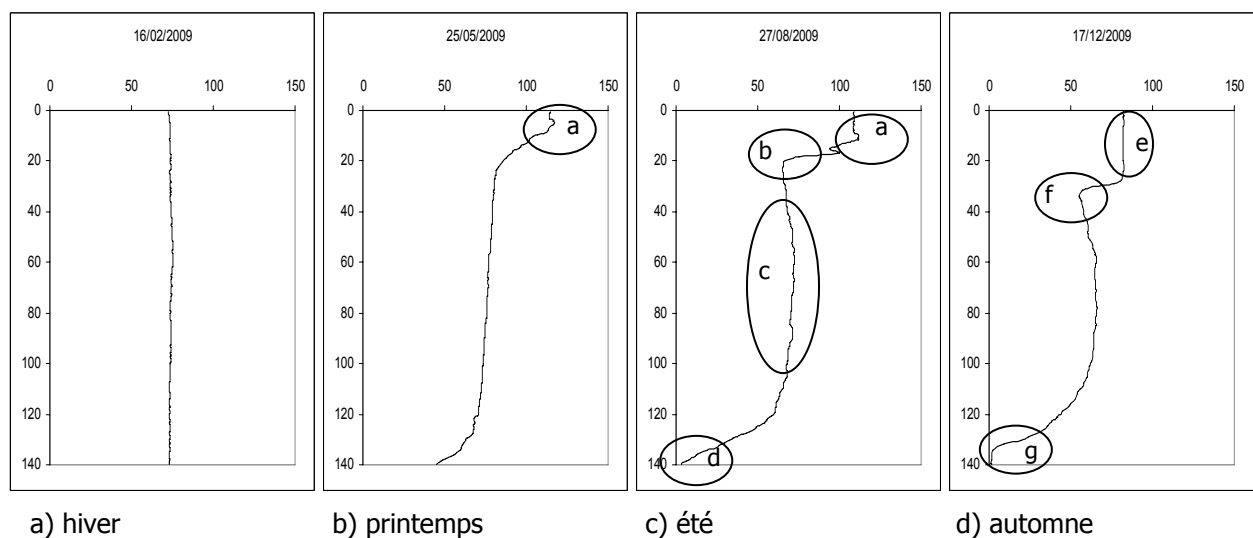 16/02/2009 25/05/2009 27/08/2009 17/12/2009
0 50 100 150 0 50 100 150 0 50 100 150 0 50 100 150
0 0 0 0
a a e
20 20 b 20 20
f
40 40 40 40
60 60 c 60 60
80 80 80 80
100 100 100 100
120 120 120 120
140 140 d 140 g
a) hiver b) printemps c) été d) automne